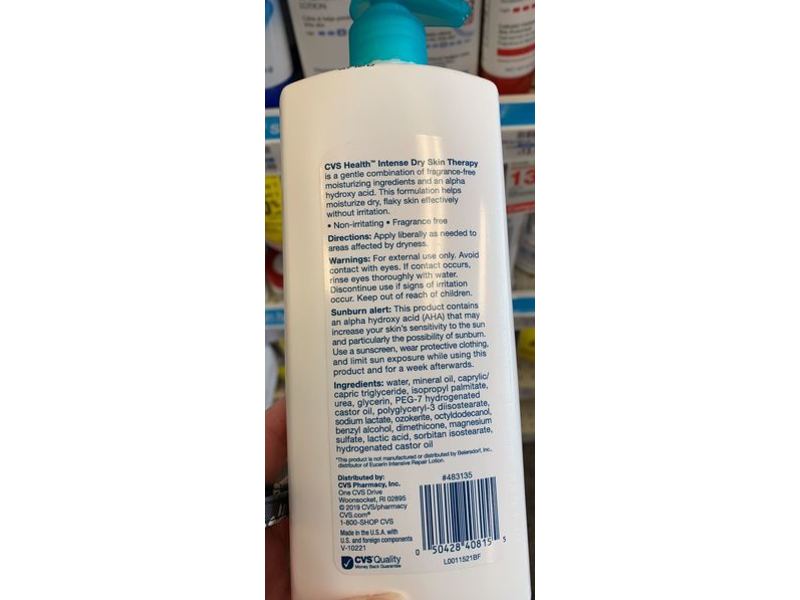 LOTION
13
CVS Health™ Intense Dry Skin Therapy
is a gentle combination of fragrance-free
moisturizing ingredients and an alpha
hydroxy acid. This formulation helps
moisturize dry, flaky skin effectively
without irritation.
• Non-irritating • Fragrance free
Directions: Apply liberally as needed to
areas affected by dryness.
Warnings: For external use only. Avoid
contact with eyes. If contact occurs,
rinse eyes thoroughly with water.
Discontinue use if signs of irritation
occur. Keep out of reach of children.
Sunburn alert: This product contains
an alpha hydroxy acid (AHA) that may
increase your skin's sensitivity to the sun
and particularly the possibility of sunburn.
Use a sunscreen, wear protective clothing,
and limit sun exposure while using this
product and for a week afterwards.
Ingredients: water, mineral oil, caprylic/
capric triglyceride, isopropyl palmitate,
urea, glycerin, PEG-7 hydrogenated
castor oil, polyglyceryl-3 diisostearate,
sodium lactate, ozokerite, octyldodecanol,
benzyl alcohol, dimethicone, magnesium
sulfate, lactic acid, sorbitan isostearate,
hydrogenated castor oil
*This product is not manufactured or distributed by Beiersdorf, Inc.,
distributor of Eucerin Intensive Repair Lotion.
Distributed by:
CVS Pharmacy, Inc.
One CVS Drive
Woonsocket, RI 02895
© 2019 CVS/pharmacy
CVS.com®
1-800-SHOP CVS
Made in the U.S.A. with
U.S. and foreign components
V-10221
CVS Quality
Money Back Guarantee
#483135
0 50428 40815 5
L0011521BF